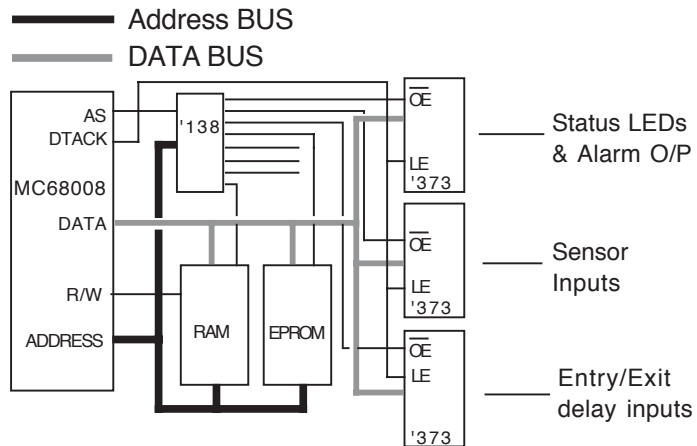 Address BUS
DATA BUS
AS
DTACK
MC68008
DATA
R/W
ADDRESS
'138
RAM
EPROM
OE
LE
'373
Status LEDs
& Alarm O/P
OE
LE
'373
Sensor
Inputs
OE
LE
'373
Entry/Exit
delay inputs